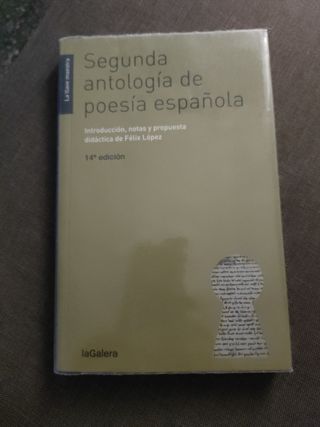 La llave maestra
Segunda
antología de
poesía española
Introducción, notas y propuesta
didáctica de Félix López
14ª edición
laGalera